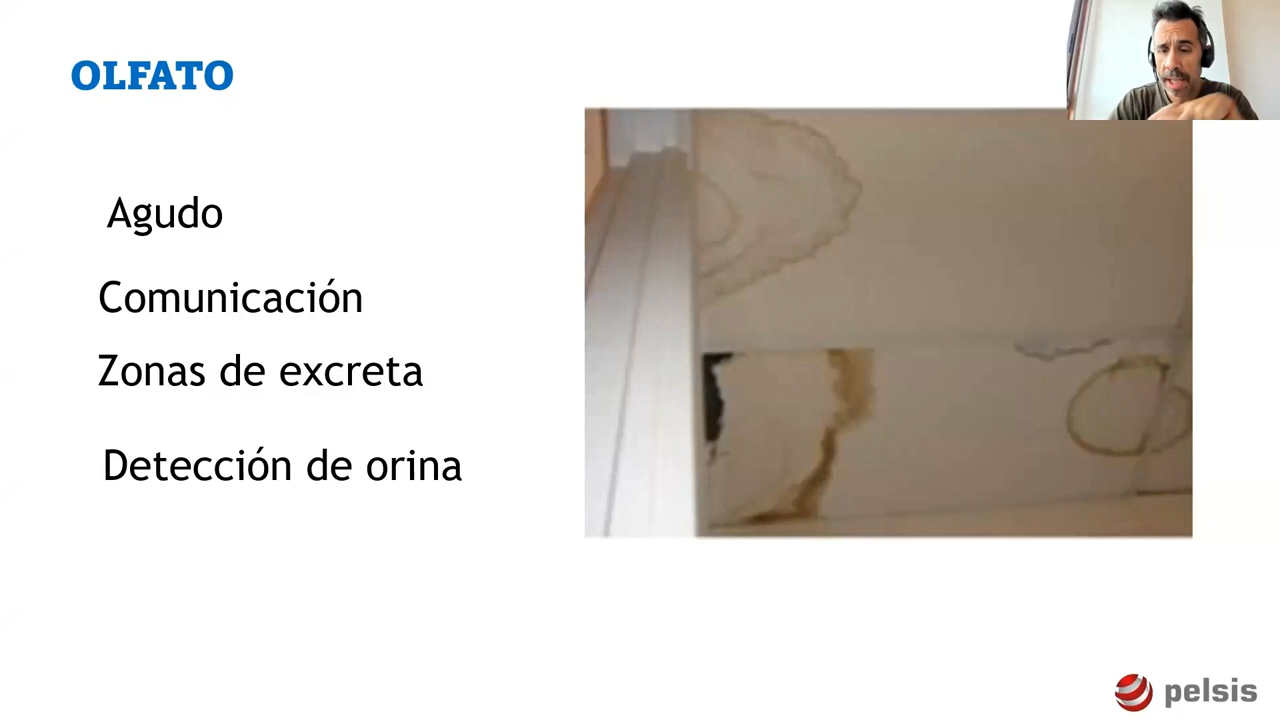 OLFATO
Agudo
Comunicación
Zonas de excreta
Detección de orina
pelsis